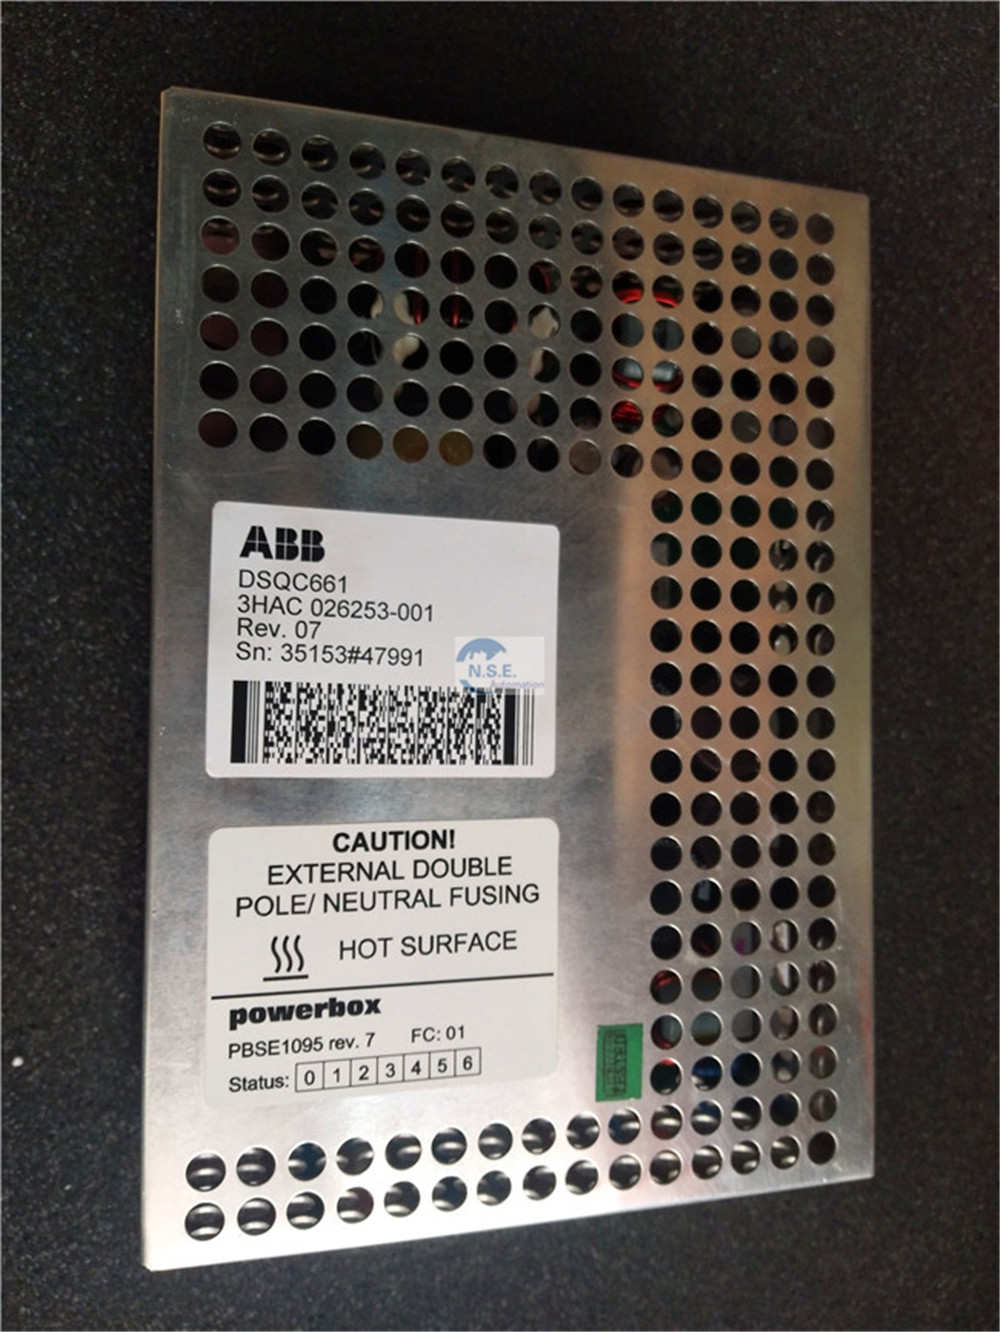 ABB
DSQC661
3HAC 026253-001
Rev. 07
Sn: 35153#47991
N.S.E.
Automation
CAUTION!
EXTERNAL DOUBLE
POLE/ NEUTRAL FUSING
HOT SURFACE
powerbox
PBSE1095 rev. 7 FC: 01
Status: 0 1 2 3 4 5 6